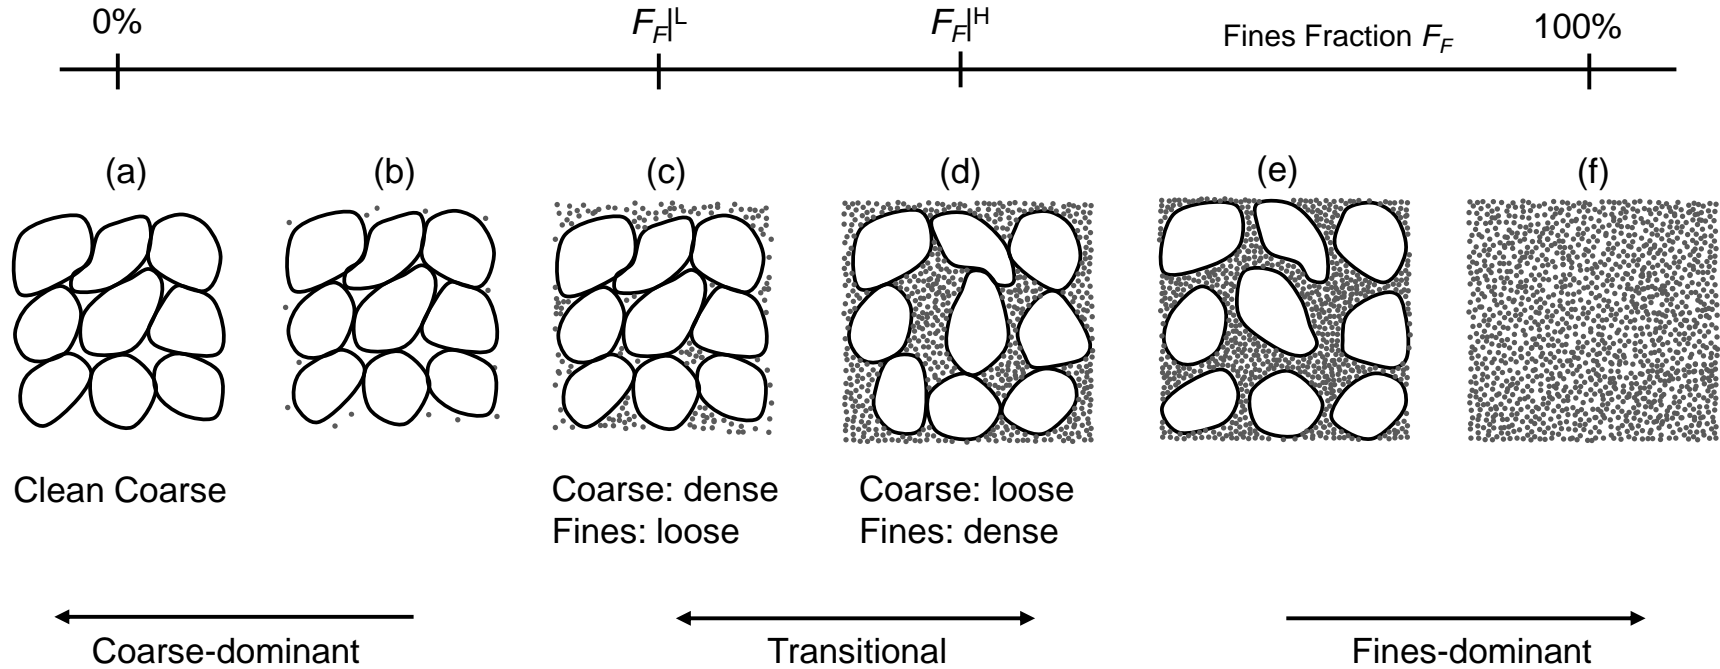 0%
F_F|^L
F_F|^H
Fines Fraction F_F
100%
(a)
(b)
(c)
(d)
(e)
(f)
Clean Coarse
Coarse: dense
Fines: loose
Coarse: loose
Fines: dense
Coarse-dominant
Transitional
Fines-dominant